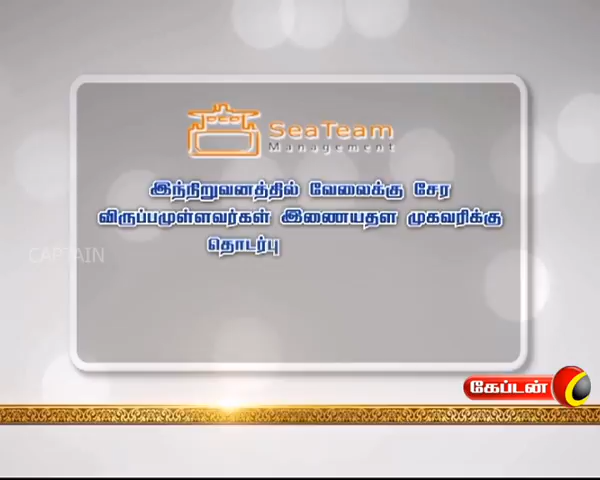 SeaTeam
Management
இந்நிறுவனத்தில் வேலைக்கு சேர
விருப்பமுள்ளவர்கள் இணையதள முகவரிக்கு
தொடர்பு
CAPTAIN
கேப்டன்